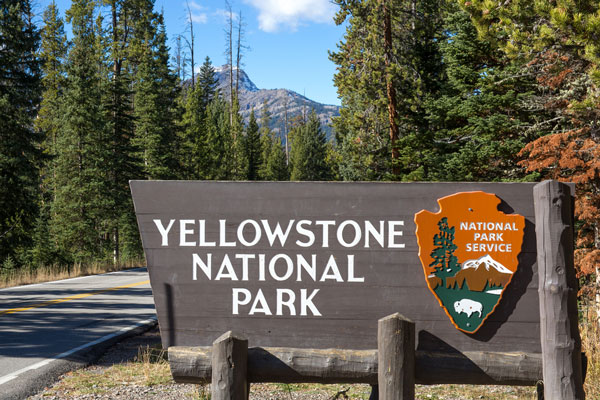 YELLOWSTONE
NATIONAL
PARK
NATIONAL
PARK
SERVICE